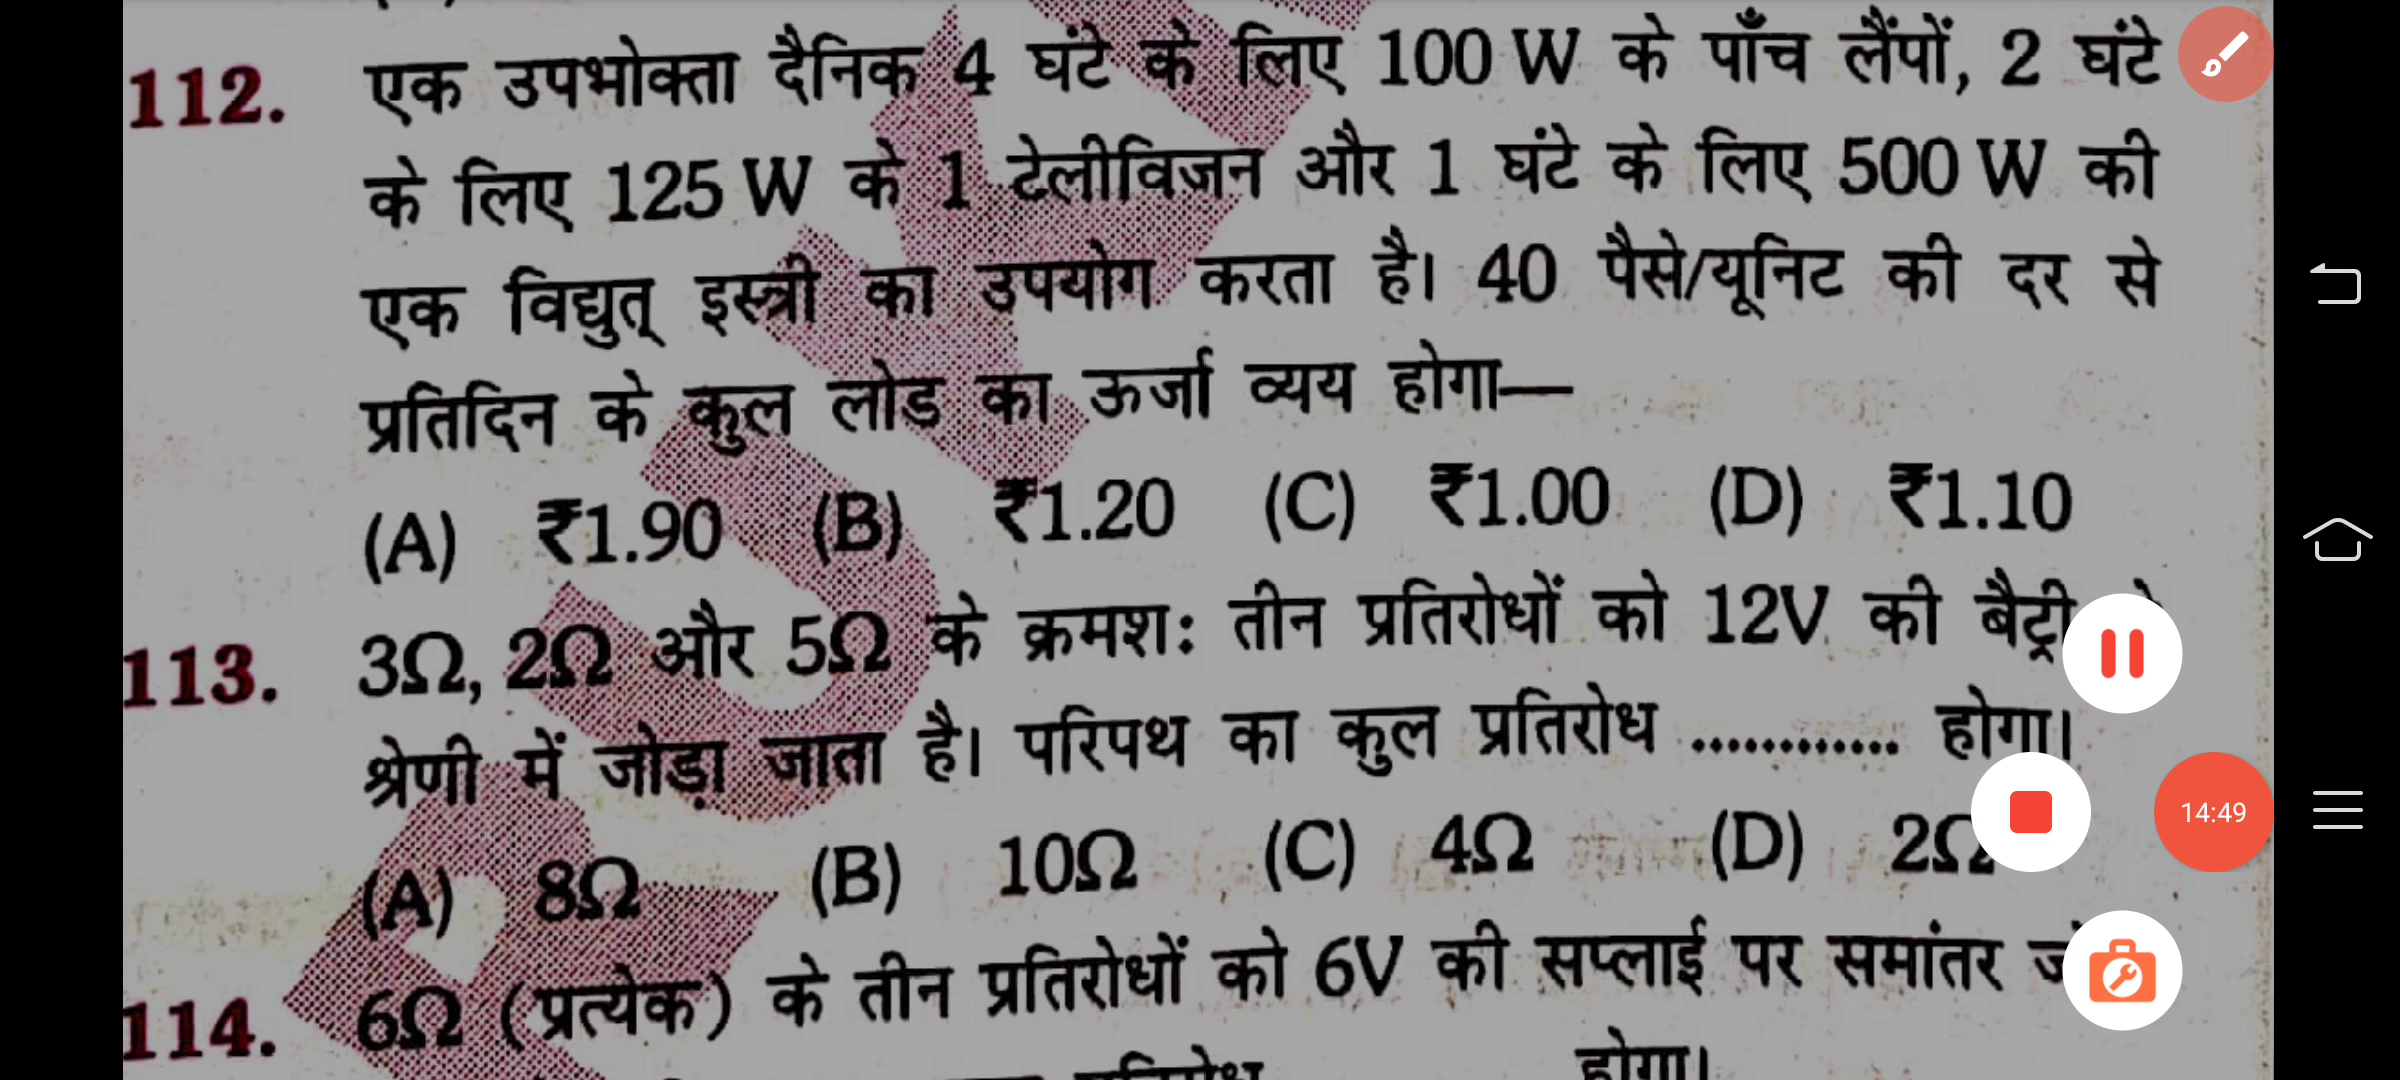 112. एक उपभोक्ता दैनिक 4 घंटे के लिए 100 W के पाँच लैंपों, 2 घंटे
के लिए 125 W के 1 टेलीविजन और 1 घंटे के लिए 500 W की
एक विद्युत् इस्त्री का उपयोग करता है। 40 पैसे/यूनिट की दर से
प्रतिदिन के कुल लोड का ऊर्जा व्यय होगा—
(A) ₹1.90 (B) ₹1.20 (C) ₹1.00 (D) ₹1.10
113. 3Ω, 2Ω और 5Ω के क्रमशः तीन प्रतिरोधों को 12V की बैट्री
श्रेणी में जोड़ा जाता है। परिपथ का कुल प्रतिरोध ............ होगा।
(A) 8Ω (B) 10Ω (C) 4Ω (D) 2Ω
14:49
114. 6Ω (प्रत्येक) के तीन प्रतिरोधों को 6V की सप्लाई पर समांतर
होगा।